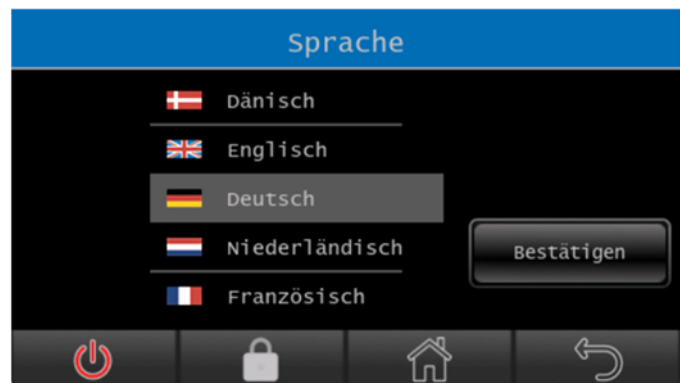 Sprache
Dänisch
Englisch
Deutsch
Niederländisch
Französisch
Bestätigen